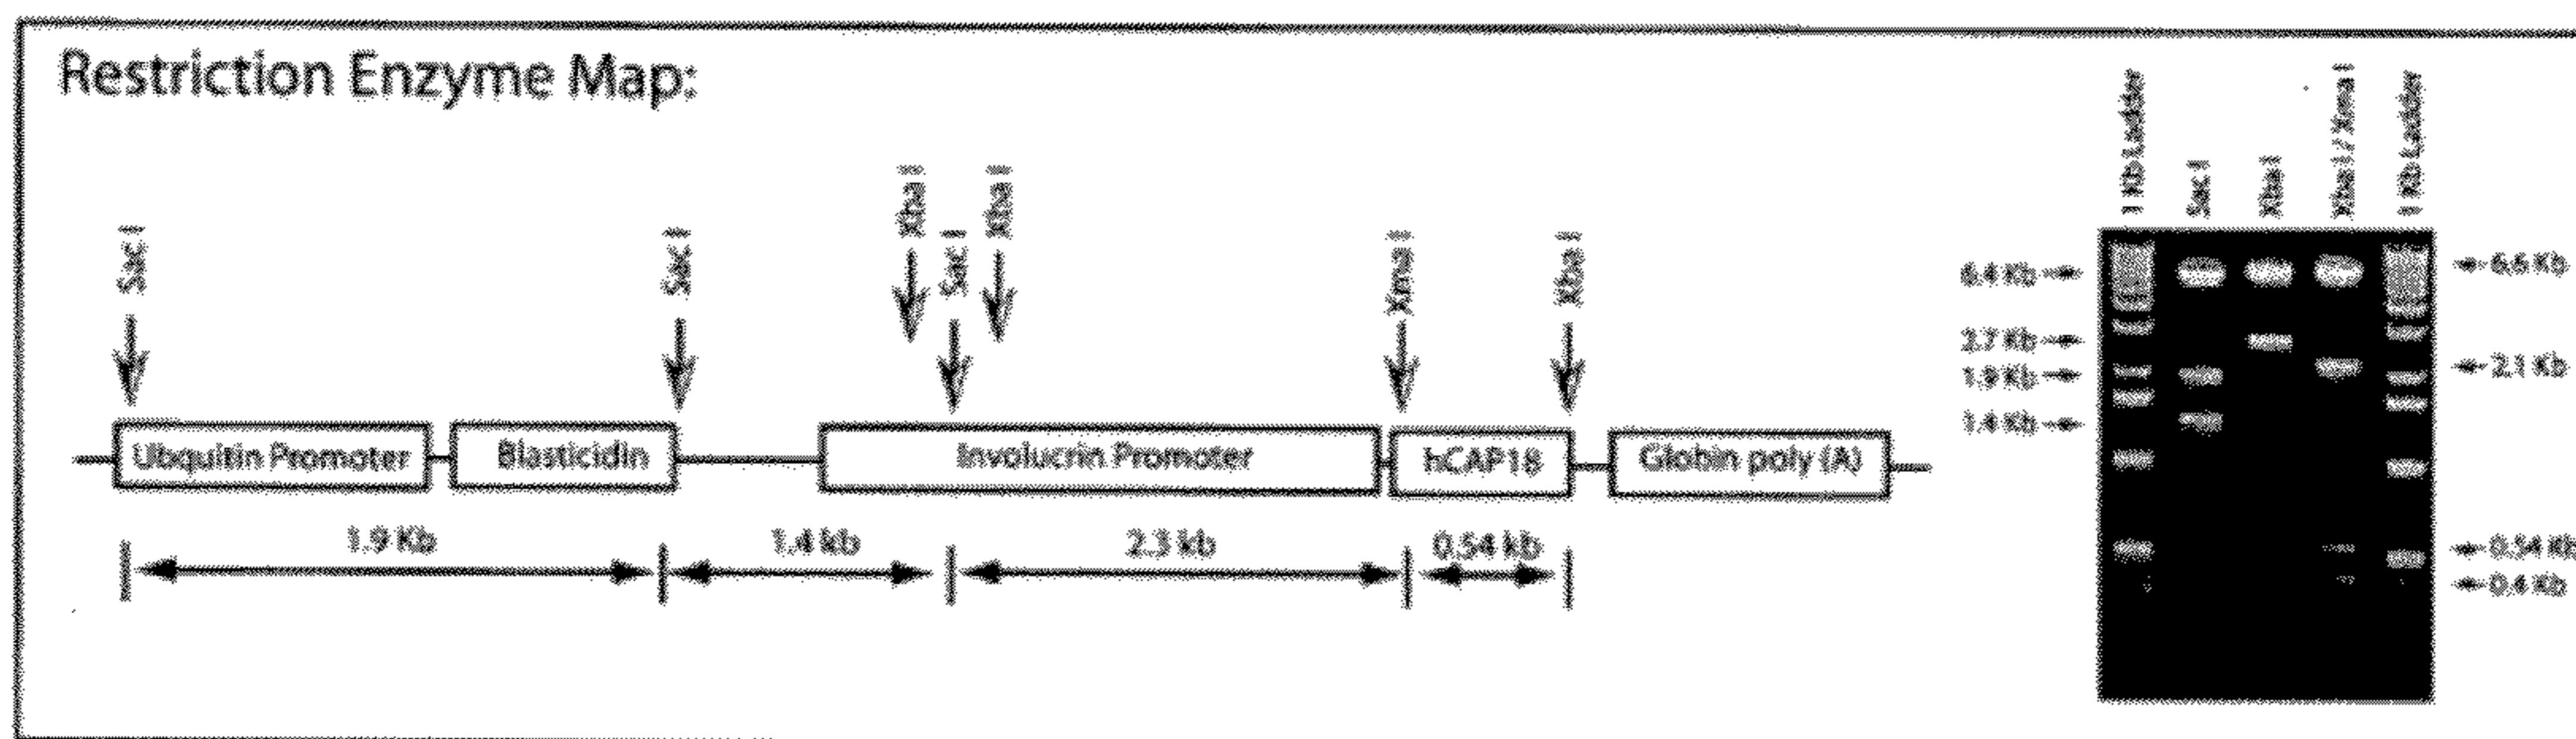 Restriction Enzyme Map:
Sac I
Sac I
Xba I
Sac I
Xba I
Xma I
Xba I
Ubquitin Promoter
Blasticidin
Involucrin Promoter
hCAP18
Globin poly (A)
1.9 Kb
1.4 kb
2.3 kb
0.54 kb
1 Kb Ladder
Sac I
Xba I
Xba I / Xma I
1 Kb Ladder
6.4 Kb
2.7 Kb
1.9 Kb
1.4 Kb
6.6 Kb
2.1 Kb
0.54 Kb
0.4 Kb